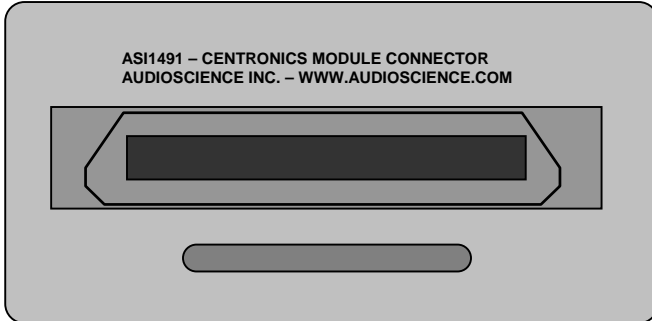 ASI1491 – CENTRONICS MODULE CONNECTOR
AUDIOSCIENCE INC. – WWW.AUDIOSCIENCE.COM